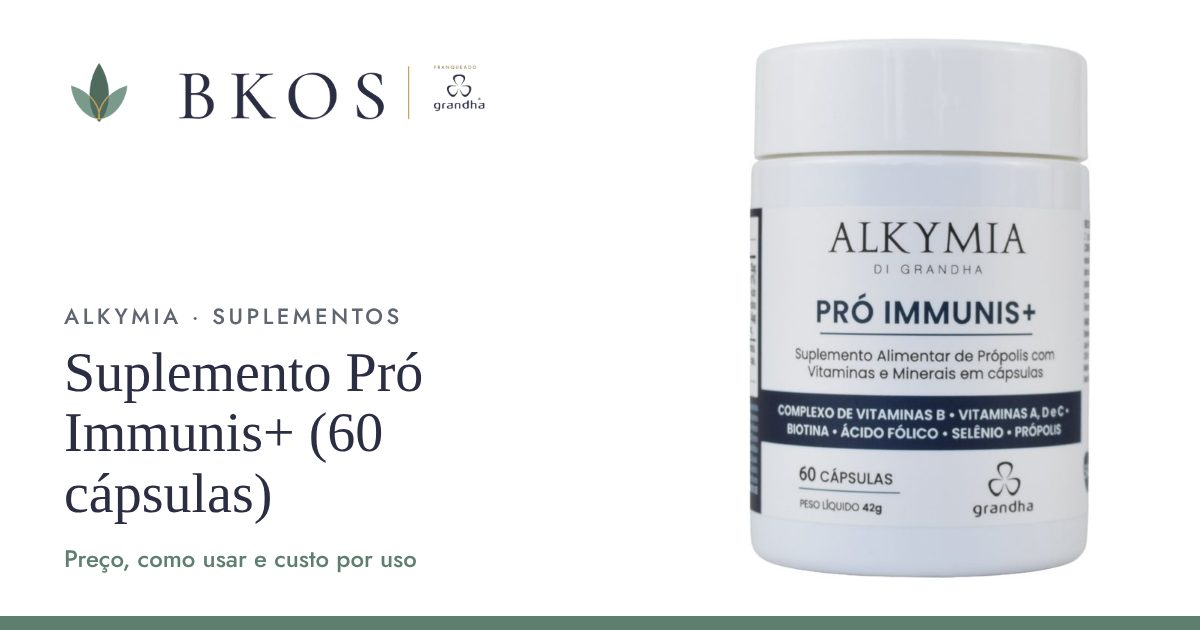 BKOS
FRANQUEADO
grandha
ALKYMIA · SUPLEMENTOS
Suplemento Pró
Immunis+ (60
cápsulas)
Preço, como usar e custo por uso
ALKYMIA
DI GRANDHA
PRÓ IMMUNIS+
Suplemento Alimentar de Própolis com
Vitaminas e Minerais em cápsulas
COMPLEXO DE VITAMINAS B • VITAMINAS A, D e C •
BIOTINA • ÁCIDO FÓLICO • SELÊNIO • PRÓPOLIS
60 CÁPSULAS
PESO LÍQUIDO 42g
grandha